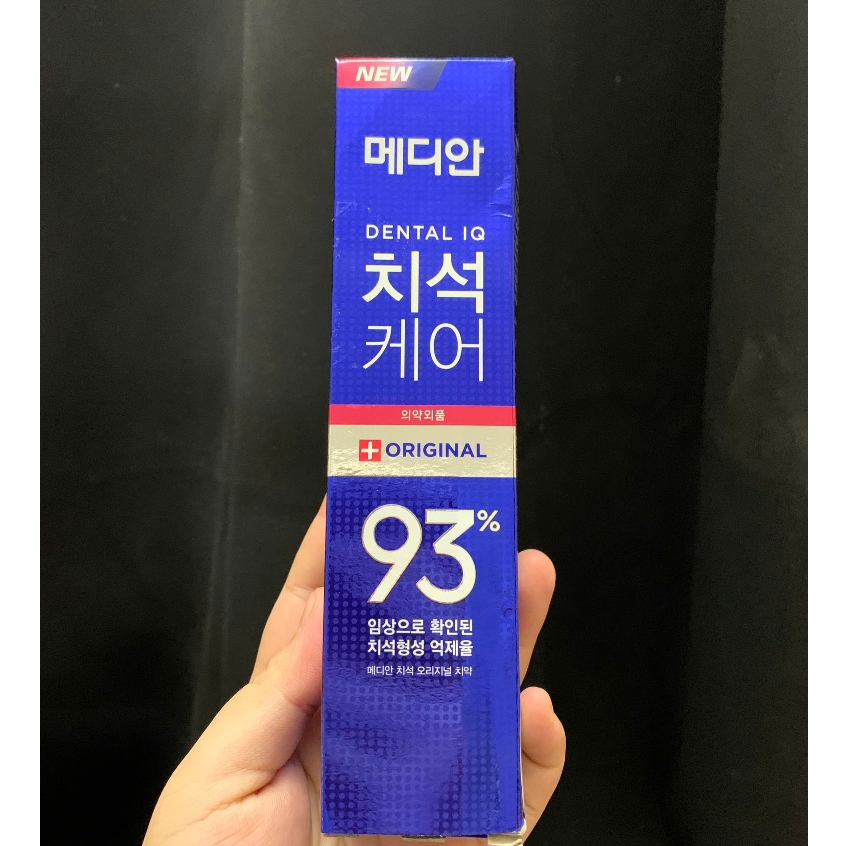 NEW
메디안
DENTAL IQ
치석
케어
의약외품
ORIGINAL
93%
임상으로 확인된
치석형성 억제율
메디안 치석 오리지널 치약